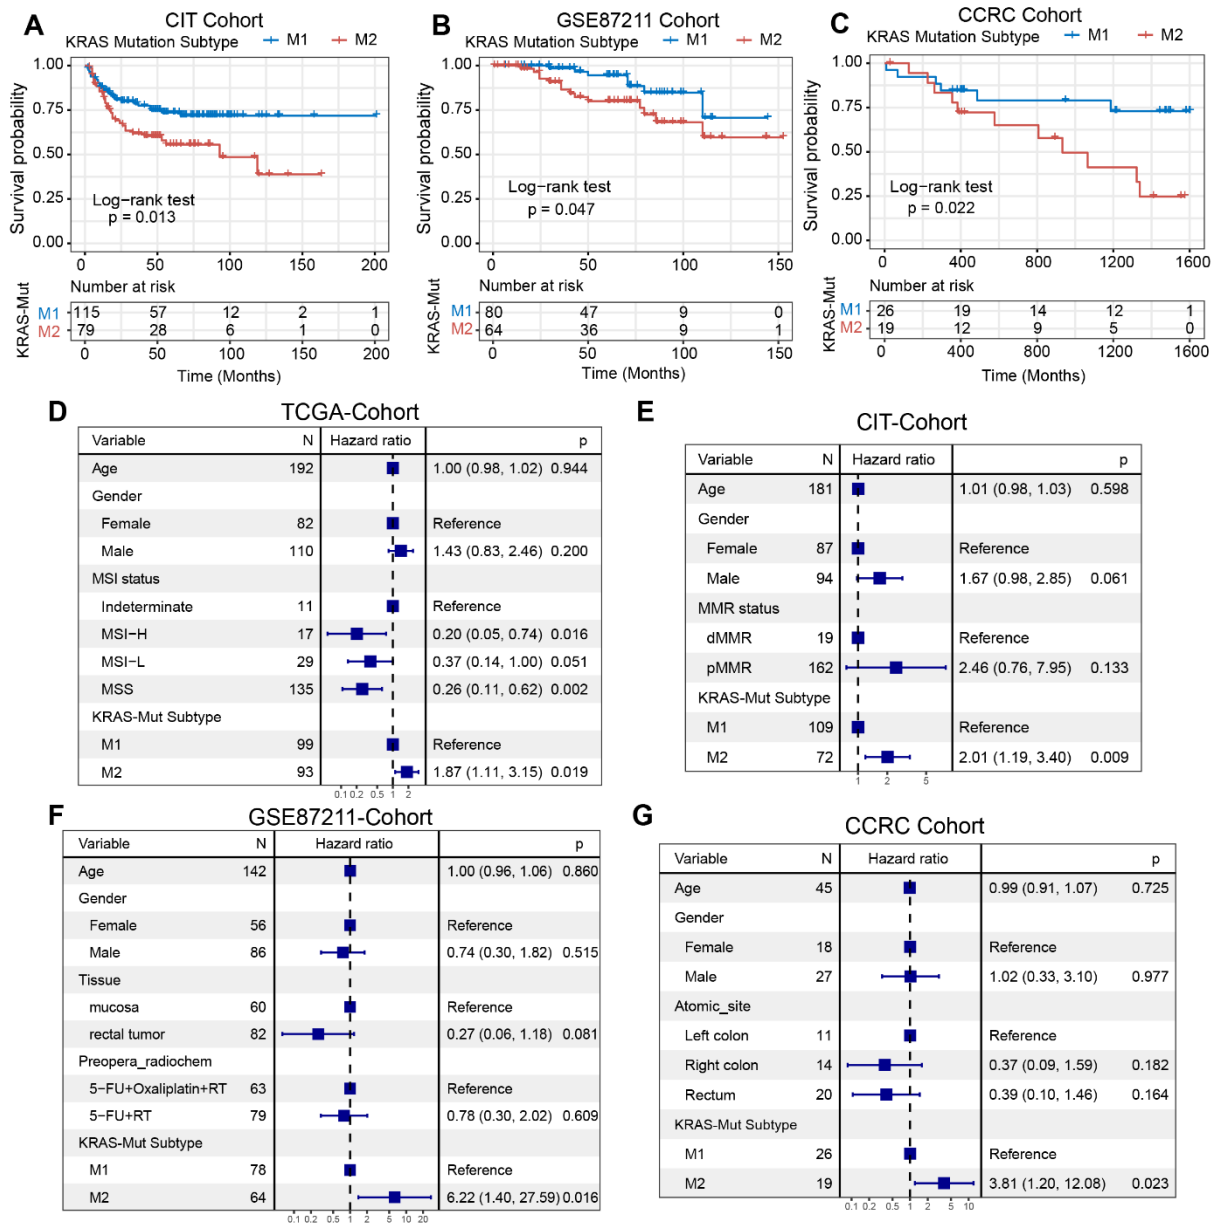 A
CIT Cohort
KRAS Mutation Subtype M1 M2
Survival probability
1.00
0.75
0.50
0.25
0.00
Log-rank test
p = 0.013
0 50 100 150 200
Number at risk
KRAS-Mut
M1 115 57 12 2 1
M2 79 28 6 1 0
0 50 100 150 200
Time (Months)
B
GSE87211 Cohort
KRAS Mutation Subtype M1 M2
Survival probability
1.00
0.75
0.50
0.25
0.00
Log-rank test
p = 0.047
0 50 100 150
Number at risk
KRAS-Mut
M1 80 47 9 0
M2 64 36 9 1
0 50 100 150
Time (Months)
C
CCRC Cohort
KRAS Mutation Subtype M1 M2
Survival probability
1.00
0.75
0.50
0.25
0.00
Log-rank test
p = 0.022
0 400 800 1200 1600
Number at risk
KRAS-Mut
M1 26 19 14 12 1
M2 19 12 9 5 0
0 400 800 1200 1600
Time (Months)
D
TCGA-Cohort
Variable N Hazard ratio p
Age 192 1.00 (0.98, 1.02) 0.944
Gender
Female 82 Reference
Male 110 1.43 (0.83, 2.46) 0.200
MSI status
Indeterminate 11 Reference
MSI-H 17 0.20 (0.05, 0.74) 0.016
MSI-L 29 0.37 (0.14, 1.00) 0.051
MSS 135 0.26 (0.11, 0.62) 0.002
KRAS-Mut Subtype
M1 99 Reference
M2 93 1.87 (1.11, 3.15) 0.019
0.1 0.2 0.5 1 2
E
CIT-Cohort
Variable N Hazard ratio p
Age 181 1.01 (0.98, 1.03) 0.598
Gender
Female 87 Reference
Male 94 1.67 (0.98, 2.85) 0.061
MMR status
dMMR 19 Reference
pMMR 162 2.46 (0.76, 7.95) 0.133
KRAS-Mut Subtype
M1 109 Reference
M2 72 2.01 (1.19, 3.40) 0.009
1 2 5
F
GSE87211-Cohort
Variable N Hazard ratio p
Age 142 1.00 (0.96, 1.06) 0.860
Gender
Female 56 Reference
Male 86 0.74 (0.30, 1.82) 0.515
Tissue
mucosa 60 Reference
rectal tumor 82 0.27 (0.06, 1.18) 0.081
Preopera_radiochem
5-FU+Oxaliplatin+RT 63 Reference
5-FU+RT 79 0.78 (0.30, 2.02) 0.609
KRAS-Mut Subtype
M1 78 Reference
M2 64 6.22 (1.40, 27.59) 0.016
0.1 0.2 0.5 1 2 5 10 20
G
CCRC Cohort
Variable N Hazard ratio p
Age 45 0.99 (0.91, 1.07) 0.725
Gender
Female 18 Reference
Male 27 1.02 (0.33, 3.10) 0.977
Atomic_site
Left colon 11 Reference
Right colon 14 0.37 (0.09, 1.59) 0.182
Rectum 20 0.39 (0.10, 1.46) 0.164
KRAS-Mut Subtype
M1 26 Reference
M2 19 3.81 (1.20, 12.08) 0.023
0.1 0.2 0.5 1 2 5 10